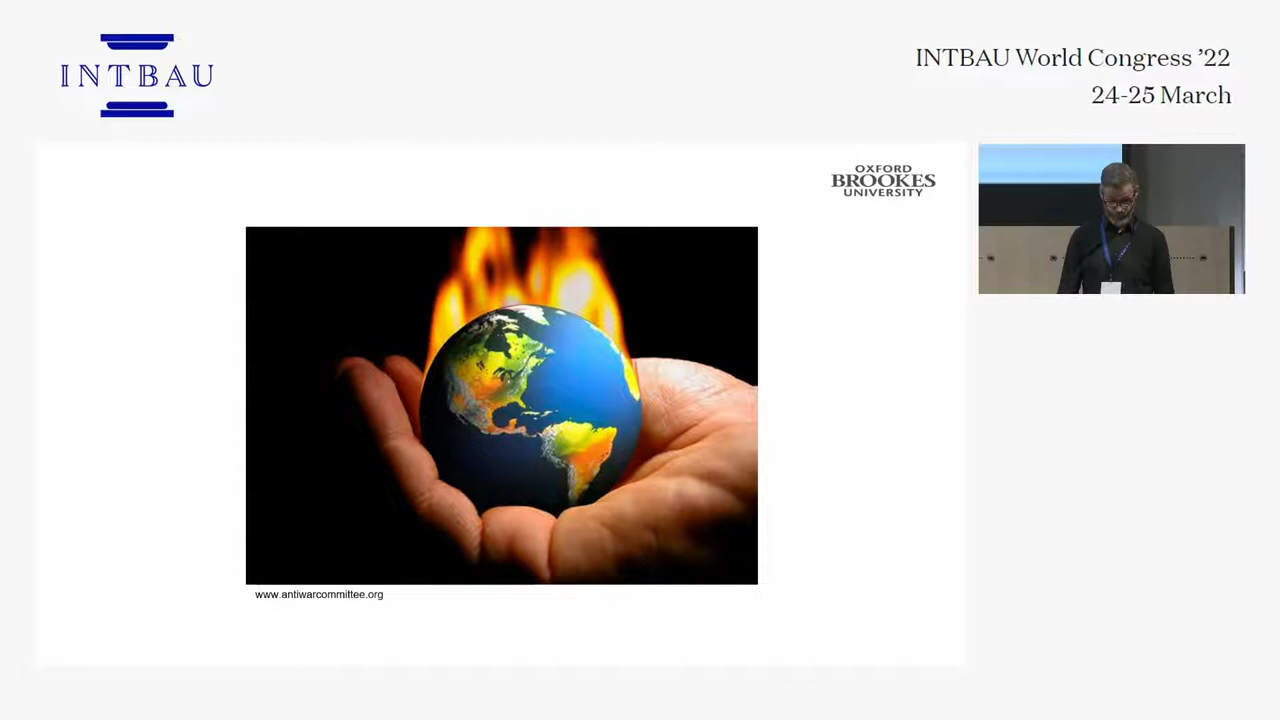 INTBAU
INTBAU World Congress ’22
24-25 March
OXFORD
BROOKES
UNIVERSITY
www.antiwarcommittee.org